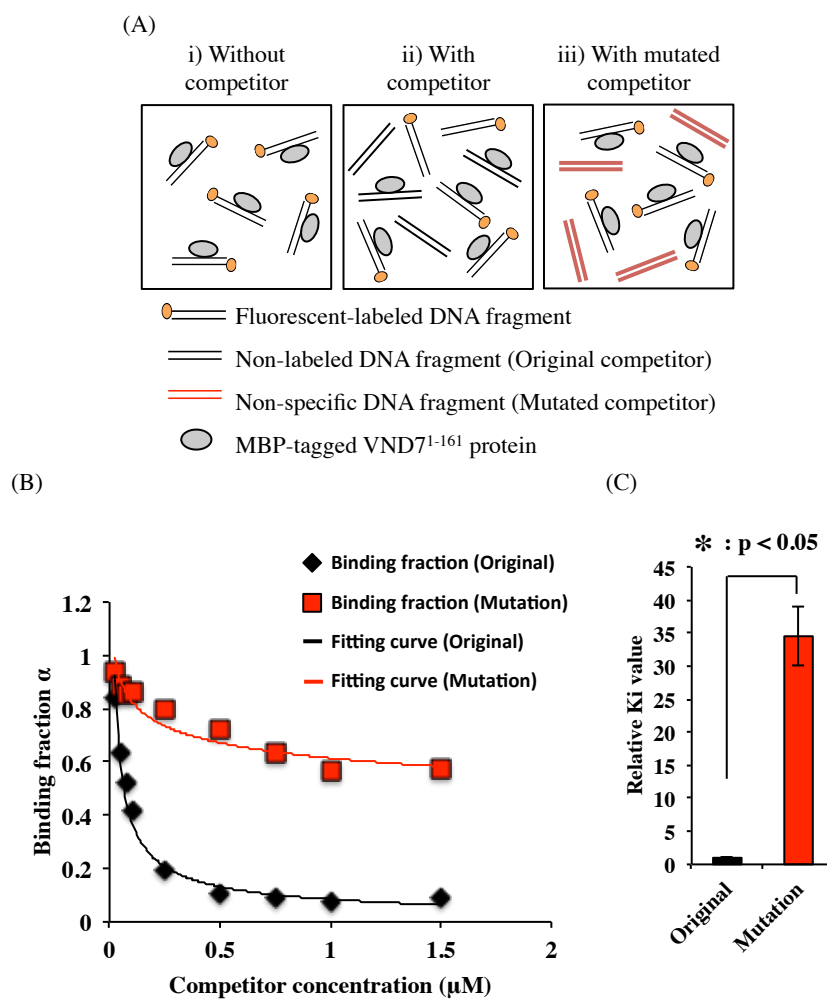 (A)
i) Without
competitor
ii) With
competitor
iii) With mutated
competitor
Fluorescent-labeled DNA fragment
Non-labeled DNA fragment (Original competitor)
Non-specific DNA fragment (Mutated competitor)
MBP-tagged VND7¹⁻¹⁶¹ protein
(B)
Binding fraction (Original)
Binding fraction (Mutation)
Fitting curve (Original)
Fitting curve (Mutation)
Binding fraction α
1.2
1
0.8
0.6
0.4
0.2
0
0 0.5 1 1.5 2
Competitor concentration (μM)
(C)
* : p < 0.05
Relative Ki value
45
40
35
30
25
20
15
10
5
0
Original
Mutation